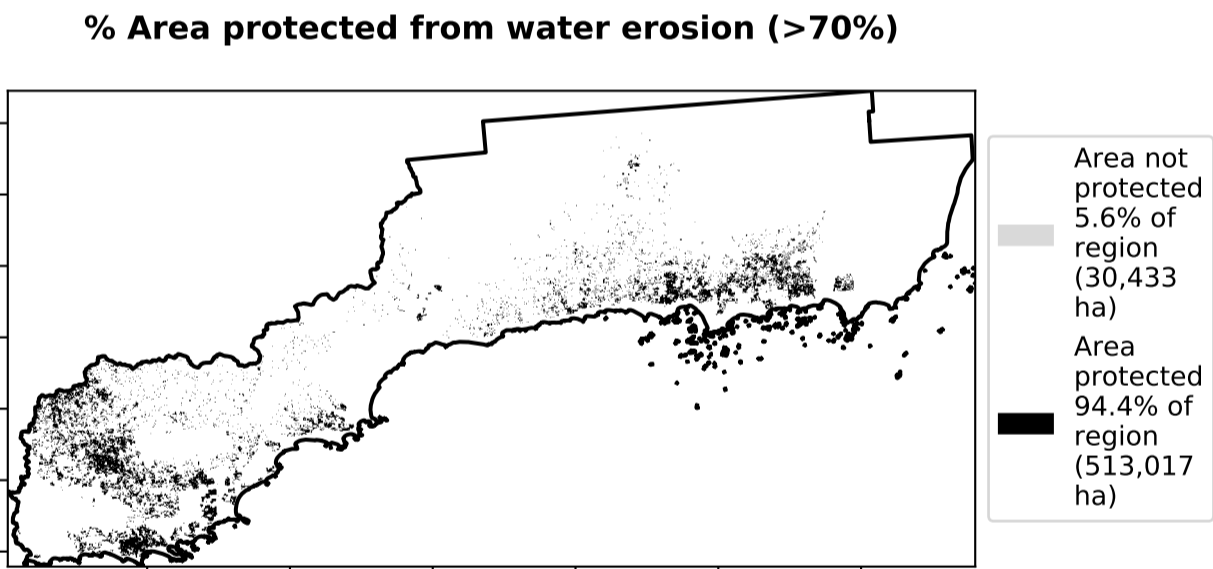 % Area protected from water erosion (>70%)
Area not
protected
5.6% of
region
(30,433
ha)
Area
protected
94.4% of
region
(513,017
ha)